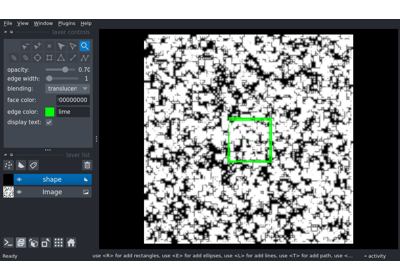 File View Window Plugins Help
layer controls
opacity: 0.70
edge width: 1
blending: translucen
face color: 00000000
edge color: lime
display text:
layer list
shape
Image
Ready use <R> for add rectangles, use <E> for add ellipses, use <L> for add lines, use <T> for add path, use <... activity